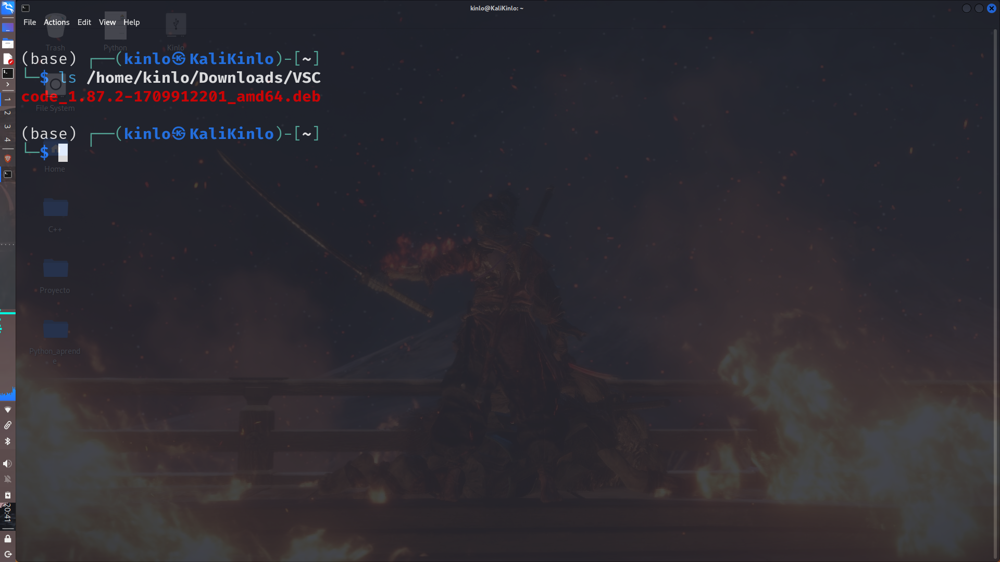 kinlo@KaliKinlo: ~
File Actions Edit View Help
Trash Python Kinlo
(base) ┌──(kinlo㉿KaliKinlo)-[~]
└─$ ls /home/kinlo/Downloads/VSC
code_1.87.2-1709912201_amd64.deb
File System
(base) ┌──(kinlo㉿KaliKinlo)-[~]
└─$
Home
C++
Proyecto
Python_aprend
e
1
2
3
4
20:41